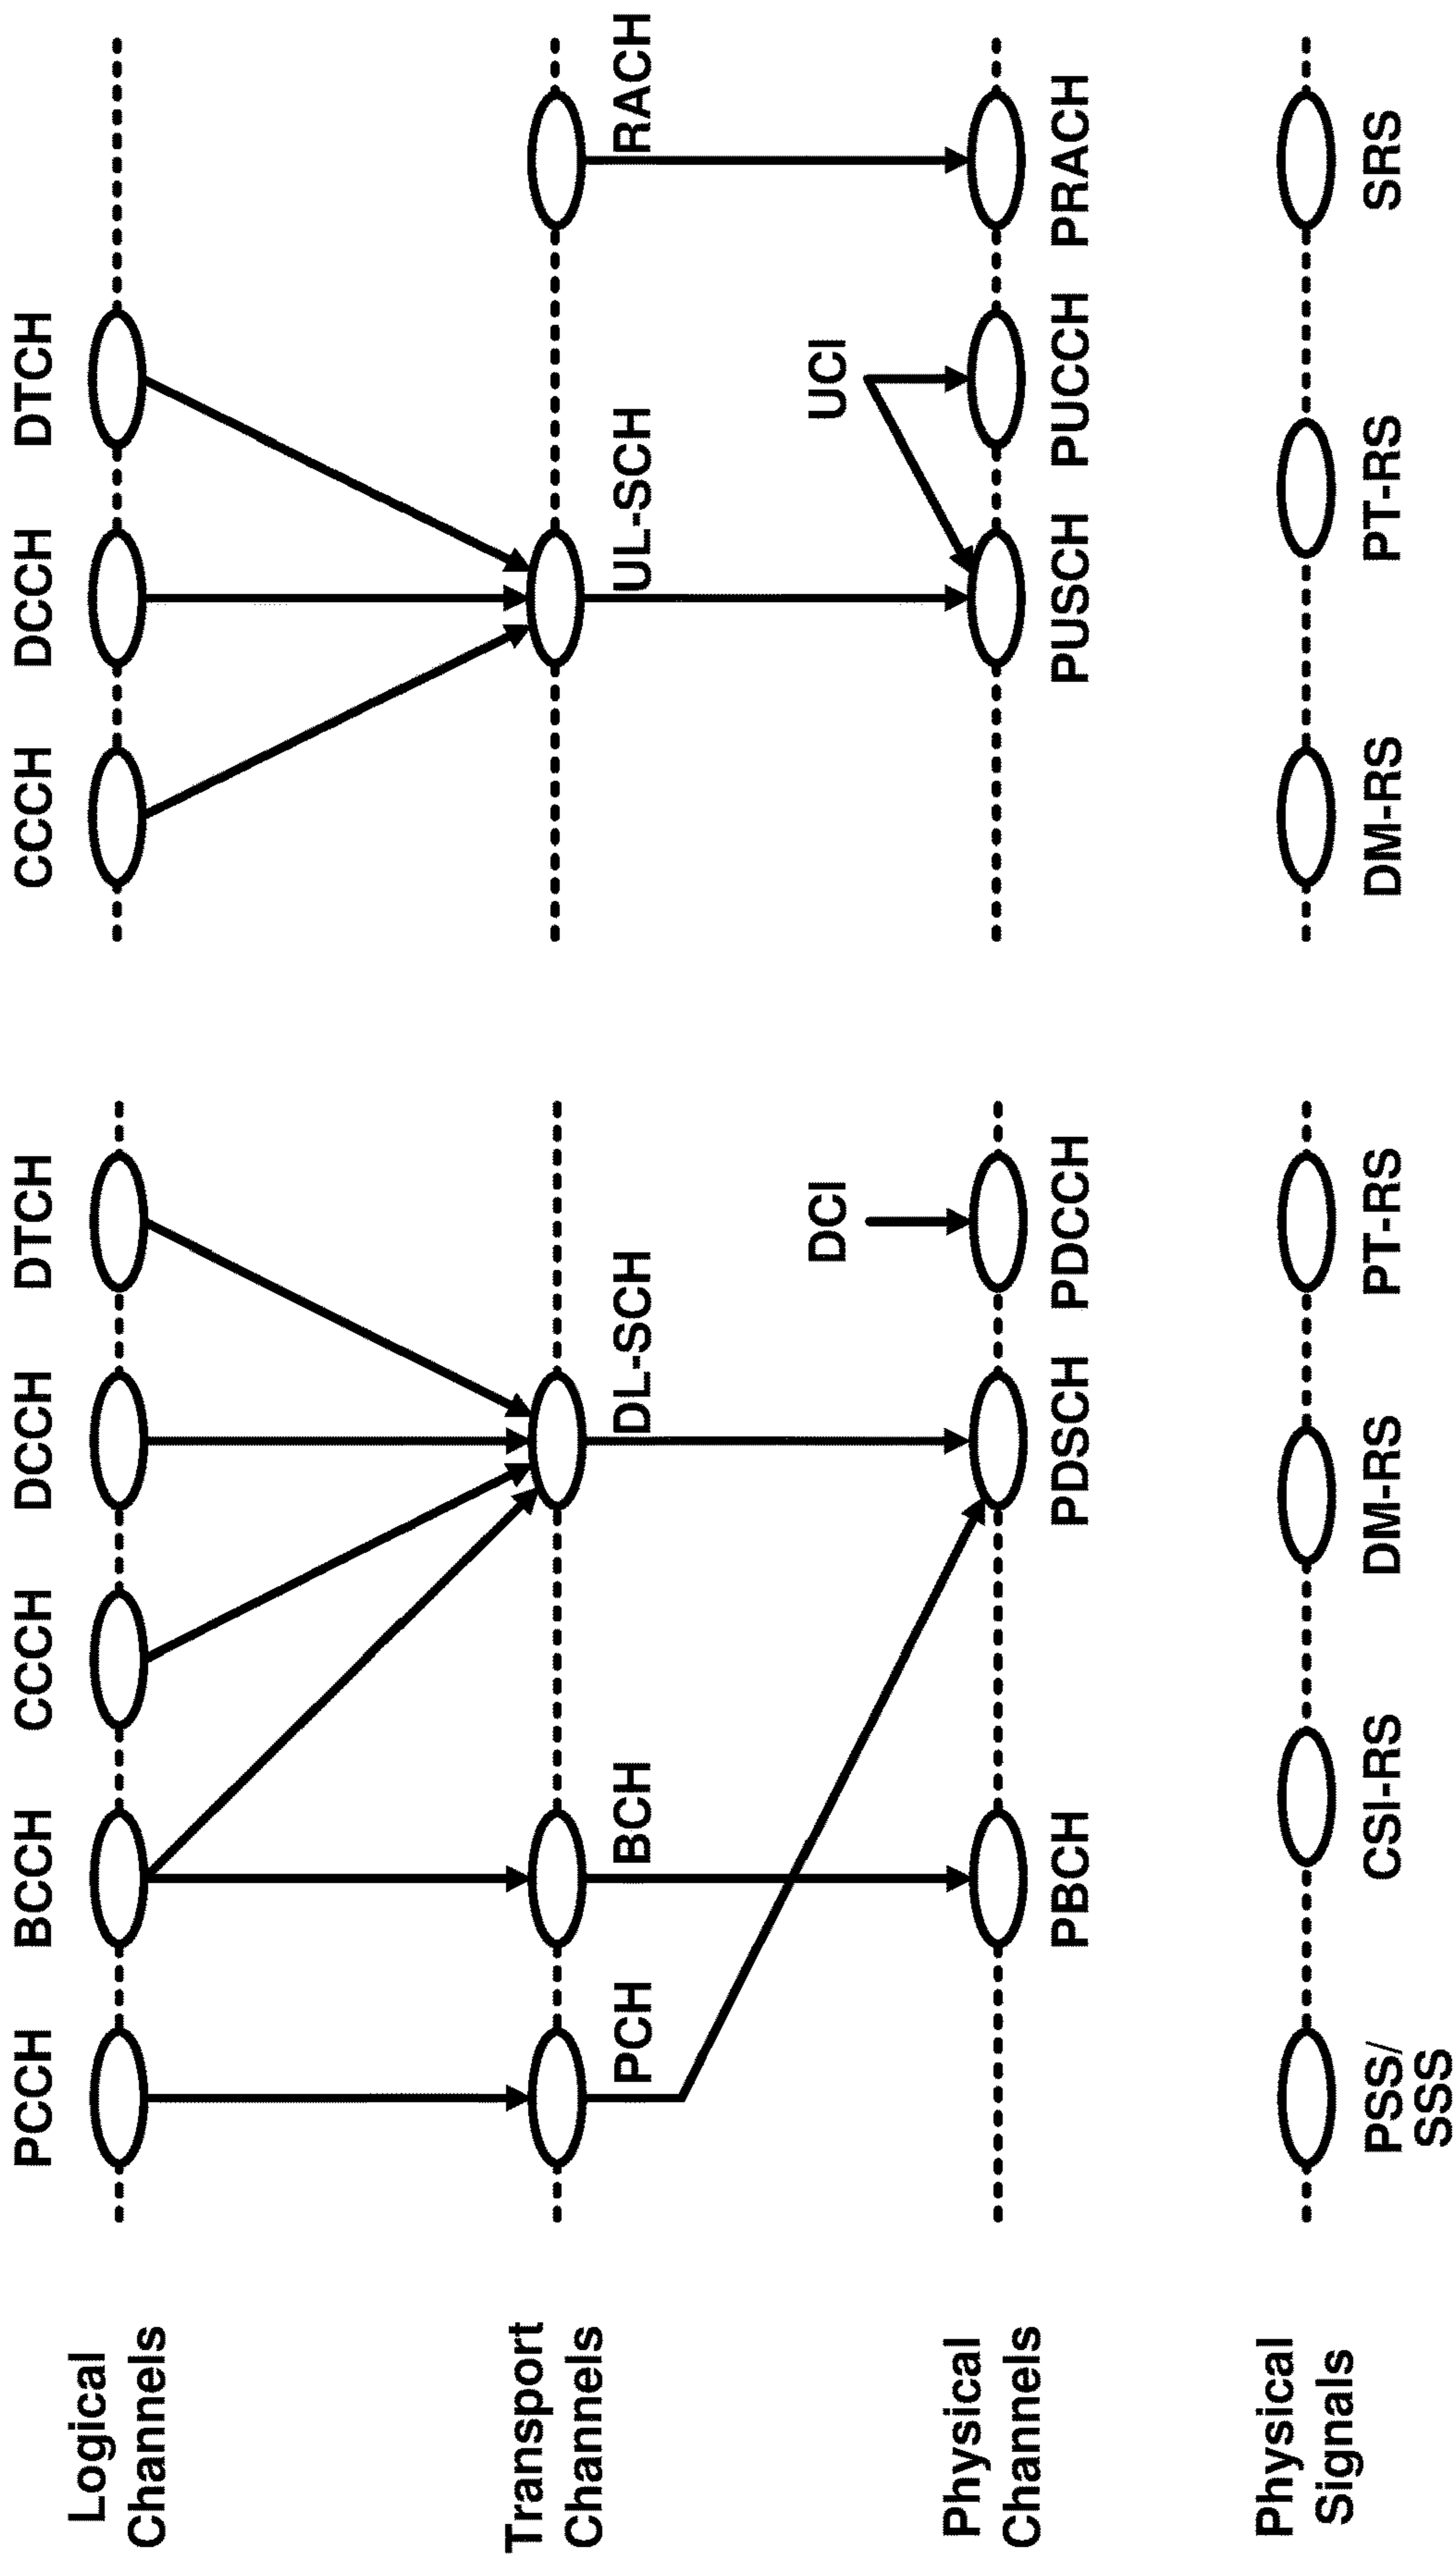 PCCH
BCCH
CCCH
DCCH
DTCH
CCCH
DCCH
DTCH
Logical
Channels
PCH
BCH
DL-SCH
UL-SCH
RACH
Transport
Channels
DCI
UCI
Physical
Channels
PBCH
PDSCH
PDCCH
PUSCH
PUCCH
PRACH
Physical
Signals
PSS/
SSS
CSI-RS
DM-RS
PT-RS
DM-RS
PT-RS
SRS